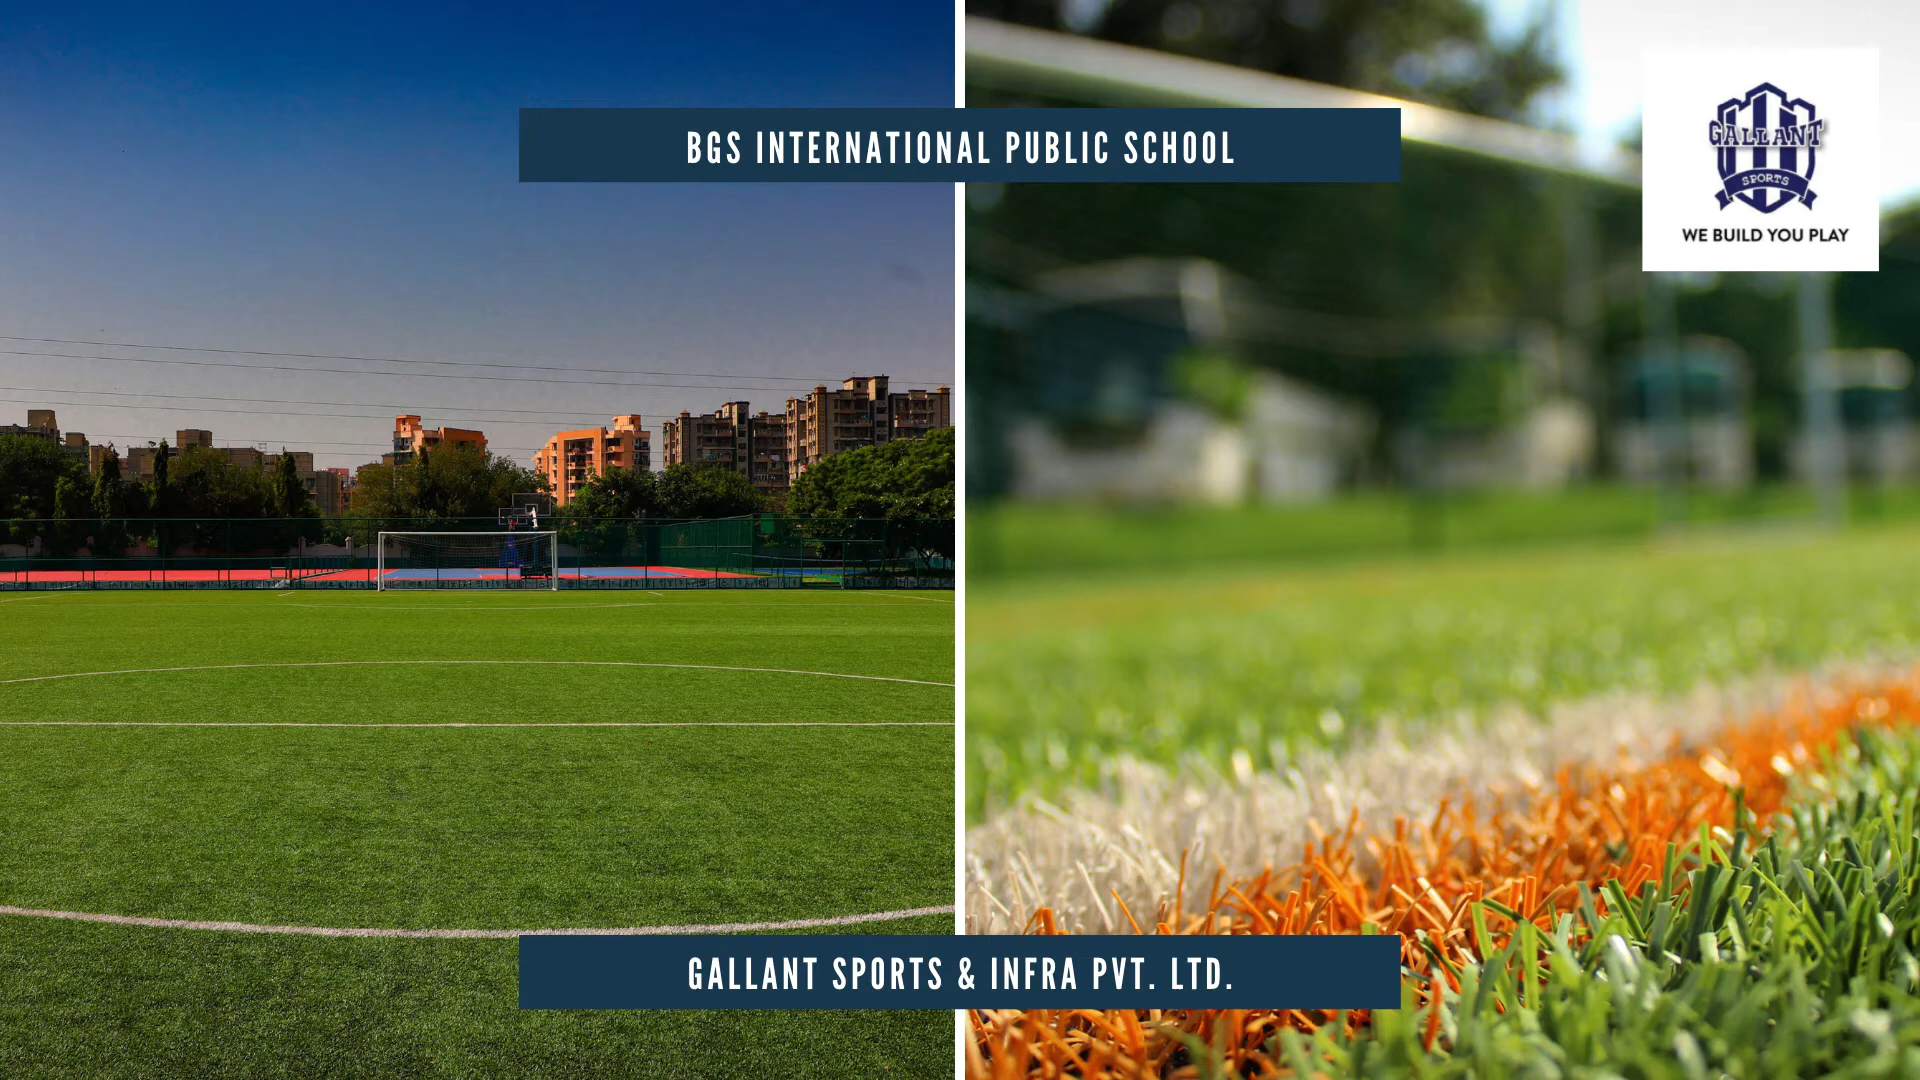 BGS INTERNATIONAL PUBLIC SCHOOL
GALLANT
SPORTS
WE BUILD YOU PLAY
GALLANT SPORTS & INFRA PVT. LTD.